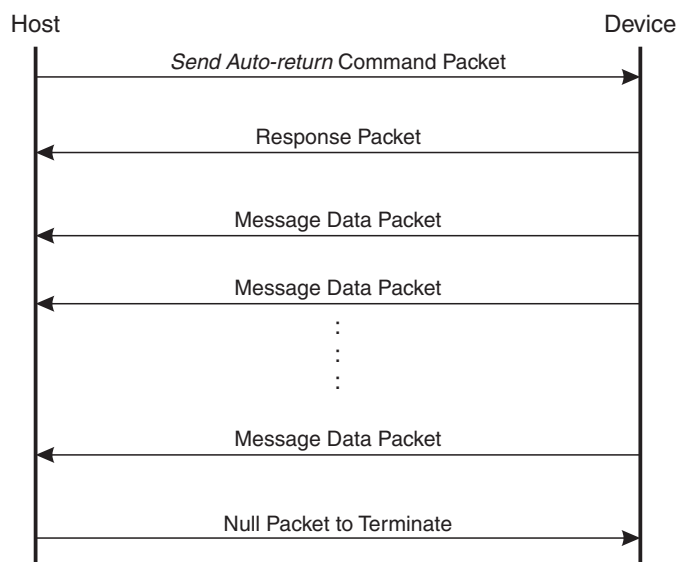 Host Device
Send Auto-return Command Packet
Response Packet
Message Data Packet
Message Data Packet
:
:
:
Message Data Packet
Null Packet to Terminate